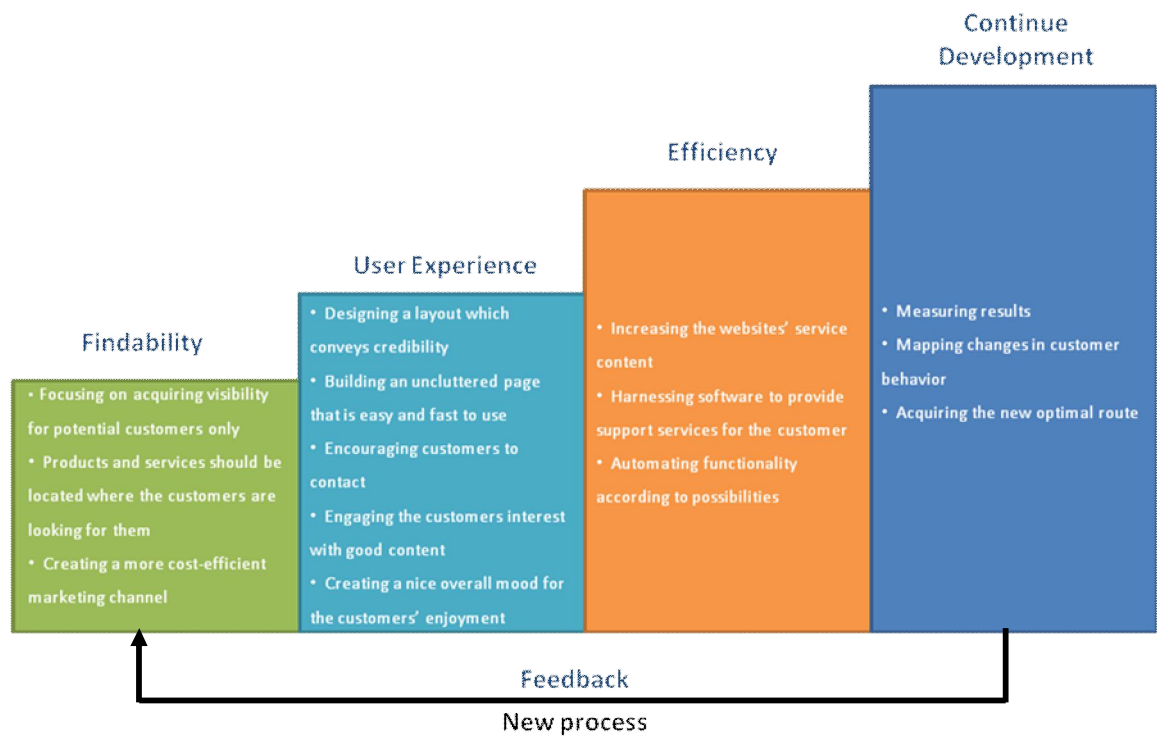 Findability
• Focusing on acquiring visibility
for potential customers only
• Products and services should be
located where the customers are
looking for them
• Creating a more cost-efficient
marketing channel
User Experience
• Designing a layout which
conveys credibility
• Building an uncluttered page
that is easy and fast to use
• Encouraging customers to
contact
• Engaging the customers interest
with good content
• Creating a nice overall mood for
the customers’ enjoyment
Efficiency
• Increasing the websites’ service
content
• Harnessing software to provide
support services for the customer
• Automating functionality
according to possibilities
Continue
Development
• Measuring results
• Mapping changes in customer
behavior
• Acquiring the new optimal route
Feedback
New process